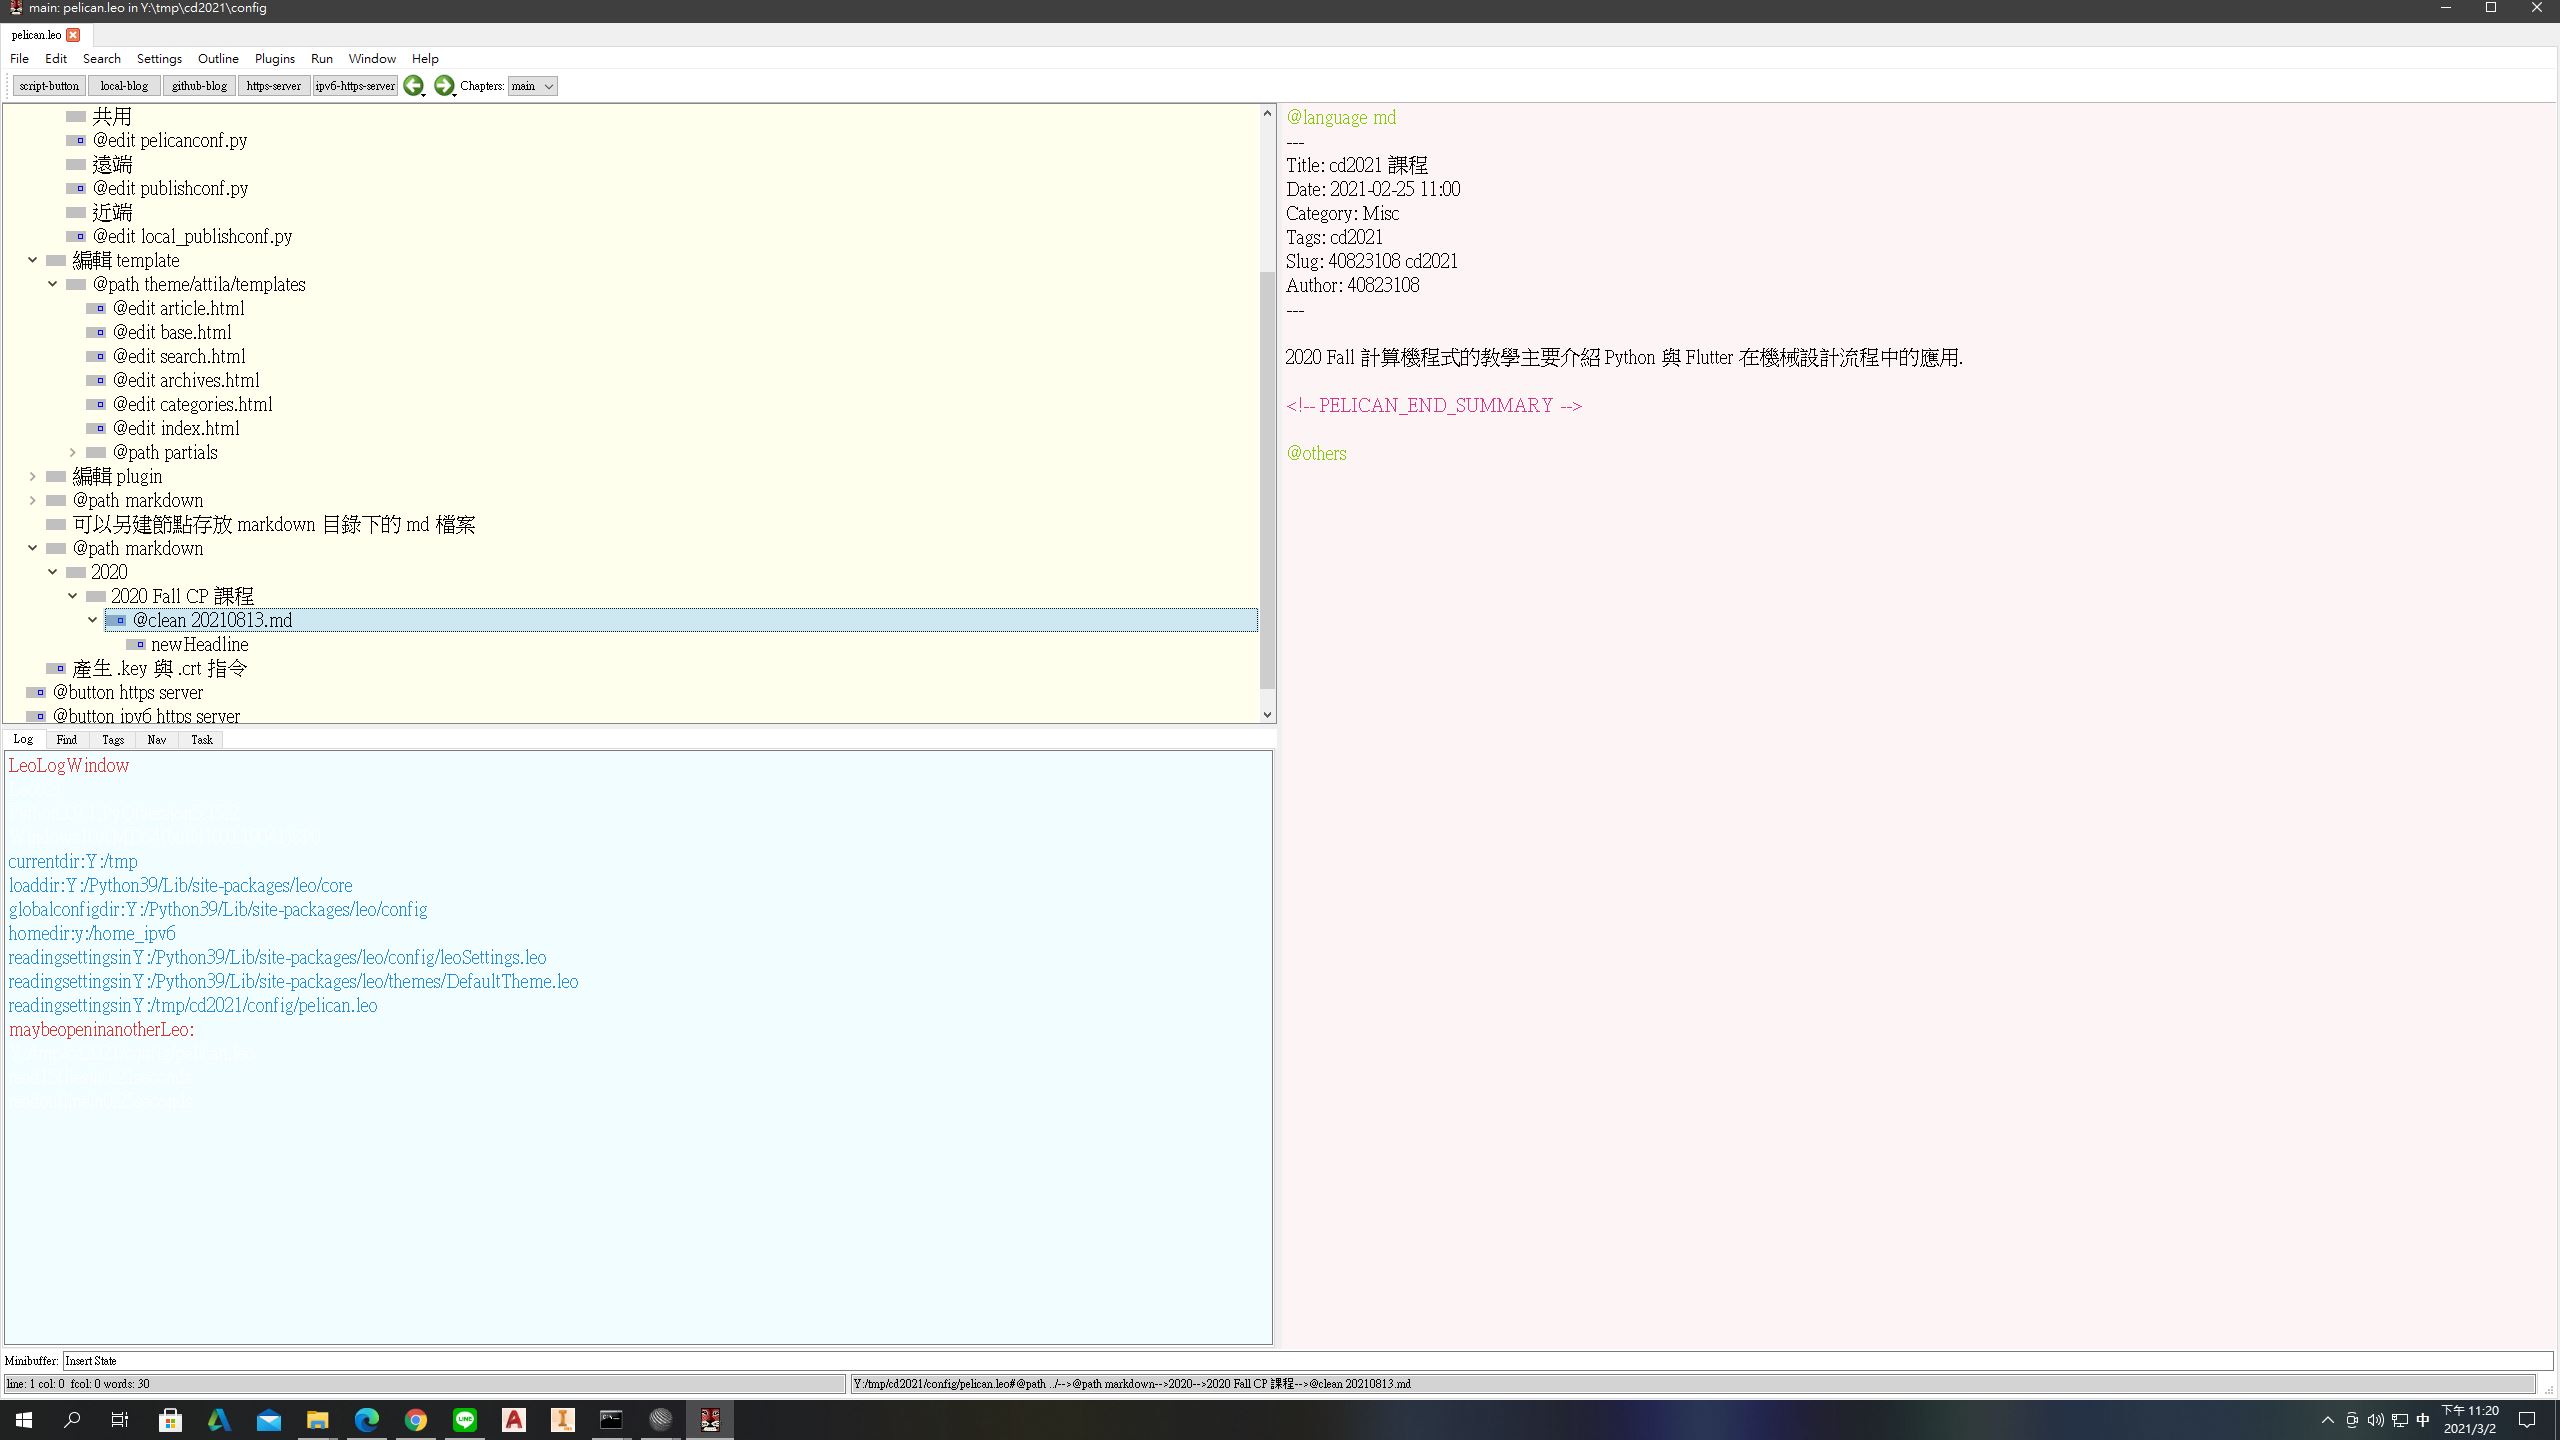 main: pelican.leo in Y:\tmp\cd2021\config
pelican.leo
File Edit Search Settings Outline Plugins Run Window Help
script-button local-blog github-blog https-server ipv6-https-server Chapters: main
共用
@edit pelicanconf.py
遠端
@edit publishconf.py
近端
@edit local_publishconf.py
編輯 template
@path theme/attila/templates
@edit article.html
@edit base.html
@edit search.html
@edit archives.html
@edit categories.html
@edit index.html
@path partials
編輯 plugin
@path markdown
可以另建節點存放 markdown 目錄下的 md 檔案
@path markdown
2020
2020 Fall CP 課程
@clean 20210813.md
newHeadline
產生 .key 與 .crt 指令
@button https server
@button ipv6 https server
@language md
---
Title: cd2021 課程
Date: 2021-02-25 11:00
Category: Misc
Tags: cd2021
Slug: 40823108 cd2021
Author: 40823108
---
2020 Fall 計算機程式的教學主要介紹 Python 與 Flutter 在機械設計流程中的應用.
<!-- PELICAN_END_SUMMARY -->
@others
Log Find Tags Nav Task
LeoLogWindow
currentdir:Y:/tmp
loaddir:Y:/Python39/Lib/site-packages/leo/core
globalconfigdir:Y:/Python39/Lib/site-packages/leo/config
homedir:y:/home_ipv6
readingsettingsinY:/Python39/Lib/site-packages/leo/config/leoSettings.leo
readingsettingsinY:/Python39/Lib/site-packages/leo/themes/DefaultTheme.leo
readingsettingsinY:/tmp/cd2021/config/pelican.leo
maybeopeninanotherLeo:
Minibuffer: Insert State
line: 1 col: 0 fcol: 0 words: 30
Y:/tmp/cd2021/config/pelican.leo#@path ../-->@path markdown-->2020-->2020 Fall CP 課程-->@clean 20210813.md
LINE
中
下午 11:20
2021/3/2